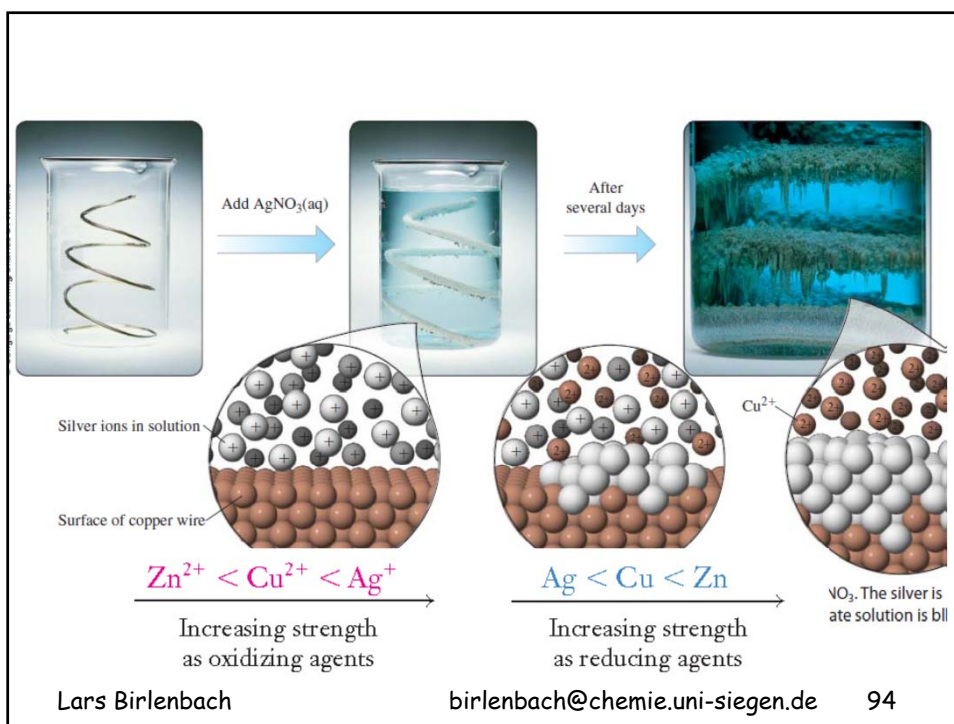 Add AgNO₃(aq)
After
several days
Silver ions in solution
Surface of copper wire
Cu²⁺
Zn²⁺ < Cu²⁺ < Ag⁺
Increasing strength
as oxidizing agents
Ag < Cu < Zn
Increasing strength
as reducing agents
NO₃. The silver is
ate solution is bl
Lars Birlenbach birlenbach@chemie.uni-siegen.de 94